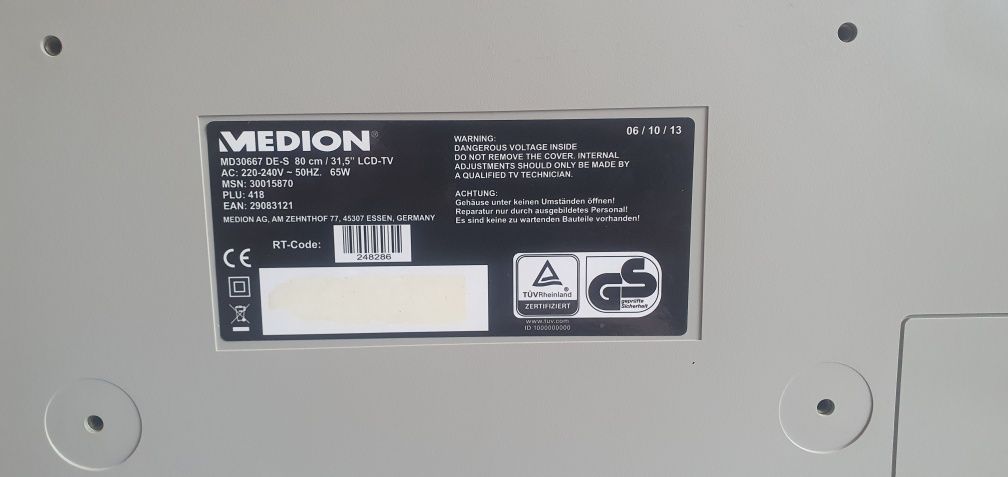 MEDION®
MD30667 DE-S 80 cm / 31,5" LCD-TV
AC: 220-240V ~ 50HZ. 65W
MSN: 30015870
PLU: 418
EAN: 29083121
MEDION AG, AM ZEHNTHOF 77, 45307 ESSEN, GERMANY
RT-Code:
248286
CE
06 / 10 / 13
WARNING:
DANGEROUS VOLTAGE INSIDE
DO NOT REMOVE THE COVER. INTERNAL
ADJUSTMENTS SHOULD ONLY BE MADE BY
A QUALIFIED TV TECHNICIAN.
ACHTUNG:
Gehäuse unter keinen Umständen öffnen!
Reparatur nur durch ausgebildetes Personal!
Es sind keine zu wartenden Bauteile vorhanden!
TÜVRheinland
ZERTIFIZIERT
www.tuv.com
ID 1000000000
GS
geprüfte
Sicherheit